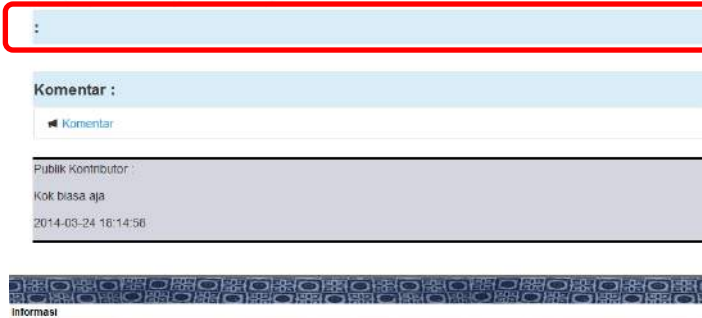 :
Komentar :
Komentar
Publik Kontributor :
Kok biasa aja
2014-03-24 16:14:56
Informasi